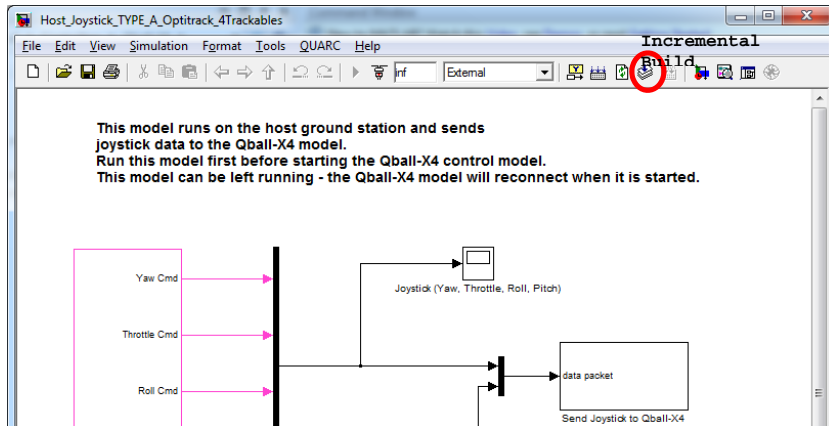 Host_Joystick_TYPE_A_Optitrack_4Trackables
File Edit View Simulation Format Tools QUARC Help
Incremental
Build
inf External
This model runs on the host ground station and sends
joystick data to the Qball-X4 model.
Run this model first before starting the Qball-X4 control model.
This model can be left running - the Qball-X4 model will reconnect when it is started.
Yaw Cmd
Joystick (Yaw, Throttle, Roll, Pitch)
Throttle Cmd
data packet
Roll Cmd
Send Joystick to Qball-X4